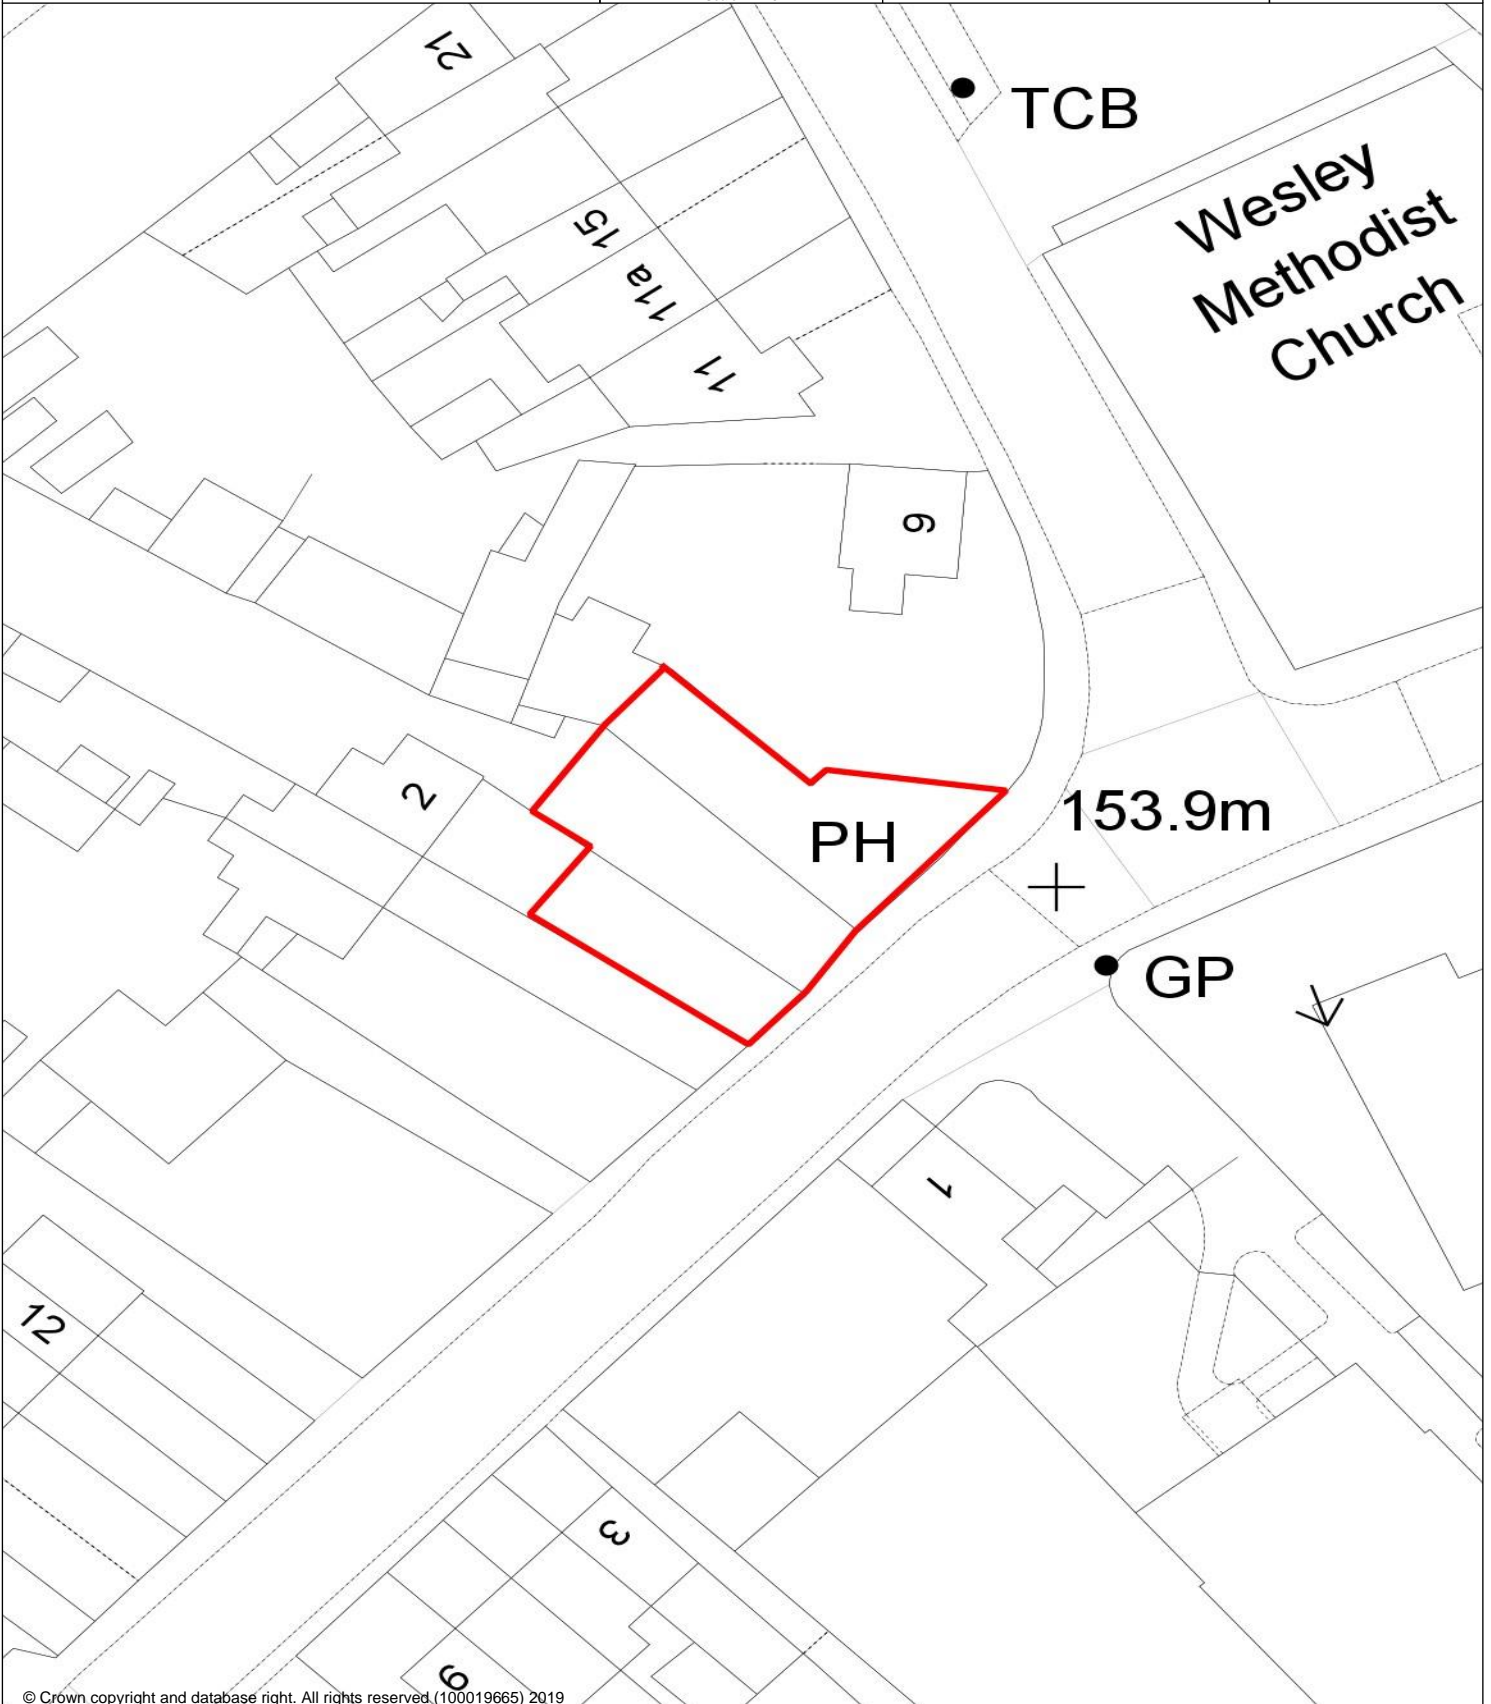 21
TCB
Wesley
Methodist
Church
15
11a
11
9
2
PH
153.9m
GP
1
12
3
9
© Crown copyright and database right. All rights reserved (100019665) 2019